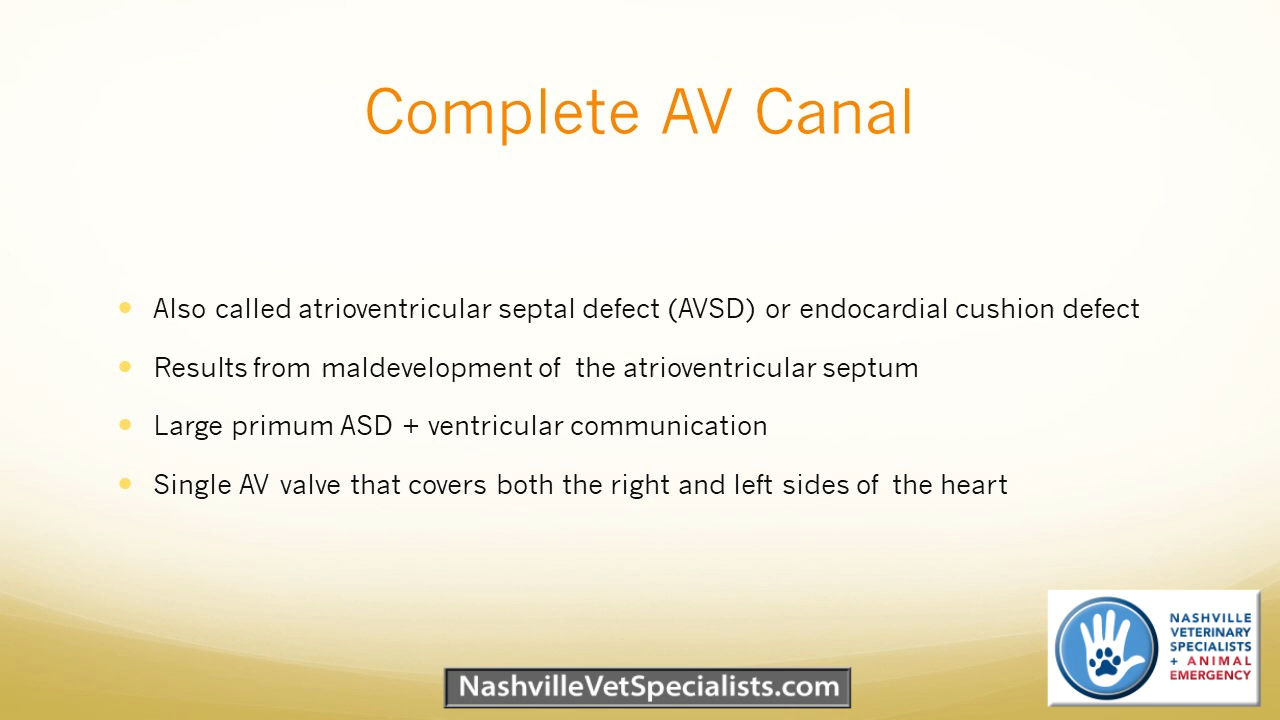 Complete AV Canal
Also called atrioventricular septal defect (AVSD) or endocardial cushion defect
Results from maldevelopment of the atrioventricular septum
Large primum ASD + ventricular communication
Single AV valve that covers both the right and left sides of the heart
NASHVILLE
VETERINARY
SPECIALISTS
+ ANIMAL
EMERGENCY
NashvilleVetSpecialists.com